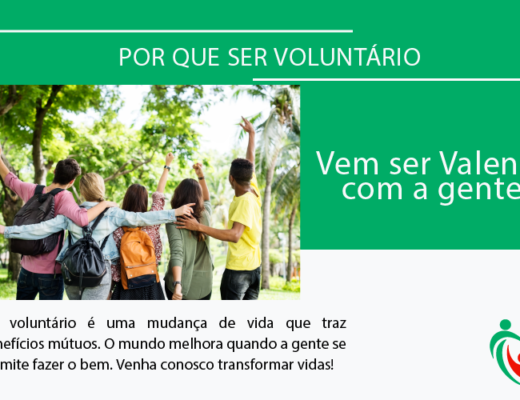 POR QUE SER VOLUNTÁRIO
Vem ser Valen
com a gente
voluntário é uma mudança de vida que traz
nefícios mútuos. O mundo melhora quando a gente se
mite fazer o bem. Venha conosco transformar vidas!